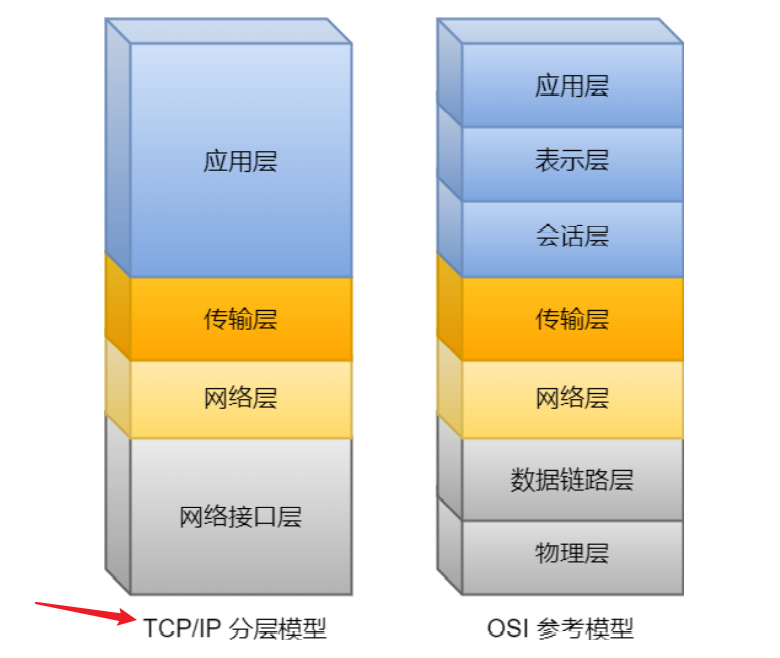 应用层
传输层
网络层
网络接口层
TCP/IP 分层模型
应用层
表示层
会话层
传输层
网络层
数据链路层
物理层
OSI 参考模型